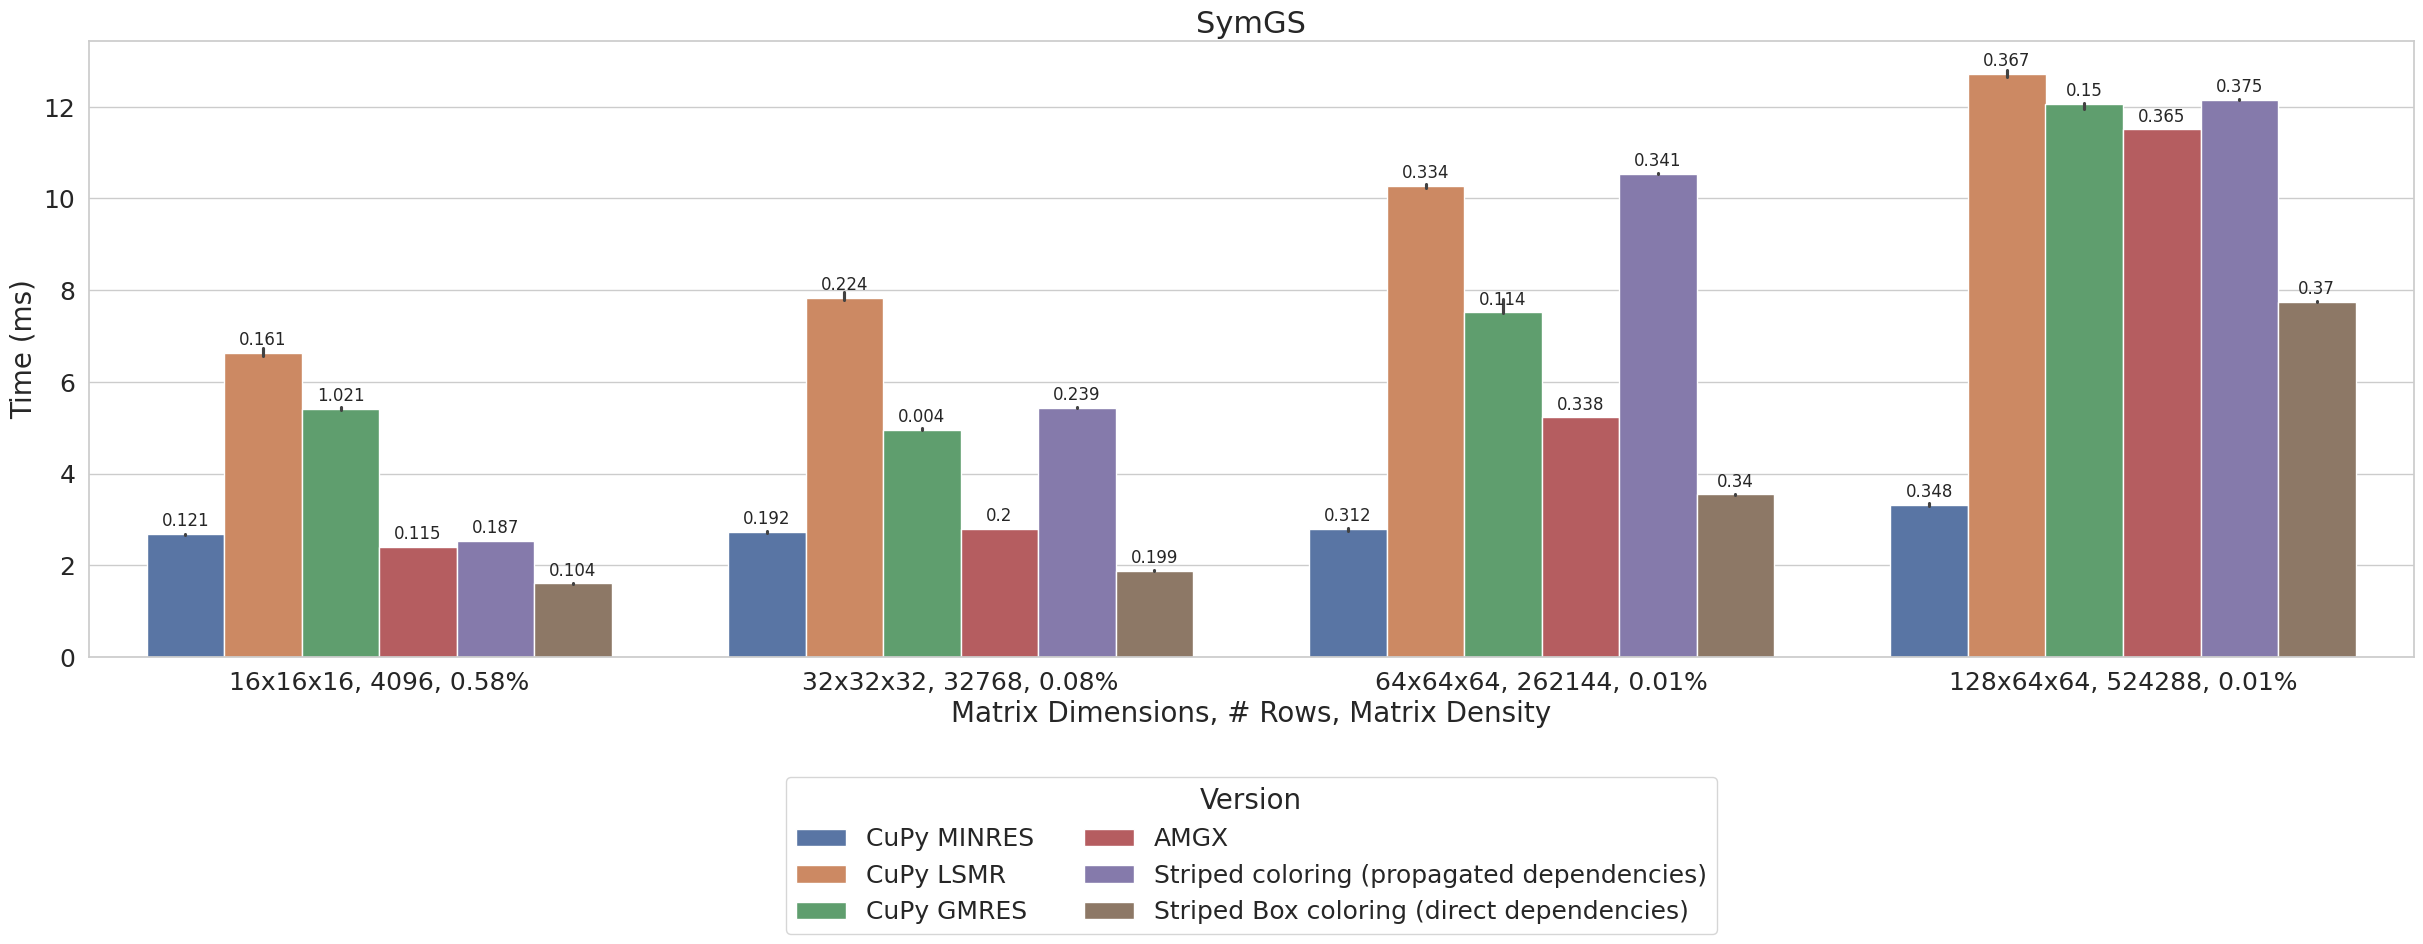 SymGS
Time (ms)
12
10
8
6
4
2
0
0.121
0.161
1.021
0.115
0.187
0.104
0.192
0.224
0.004
0.2
0.239
0.199
0.312
0.334
0.114
0.338
0.341
0.34
0.348
0.367
0.15
0.365
0.375
0.37
16x16x16, 4096, 0.58%
32x32x32, 32768, 0.08%
64x64x64, 262144, 0.01%
128x64x64, 524288, 0.01%
Matrix Dimensions, # Rows, Matrix Density
Version
CuPy MINRES
CuPy LSMR
CuPy GMRES
AMGX
Striped coloring (propagated dependencies)
Striped Box coloring (direct dependencies)